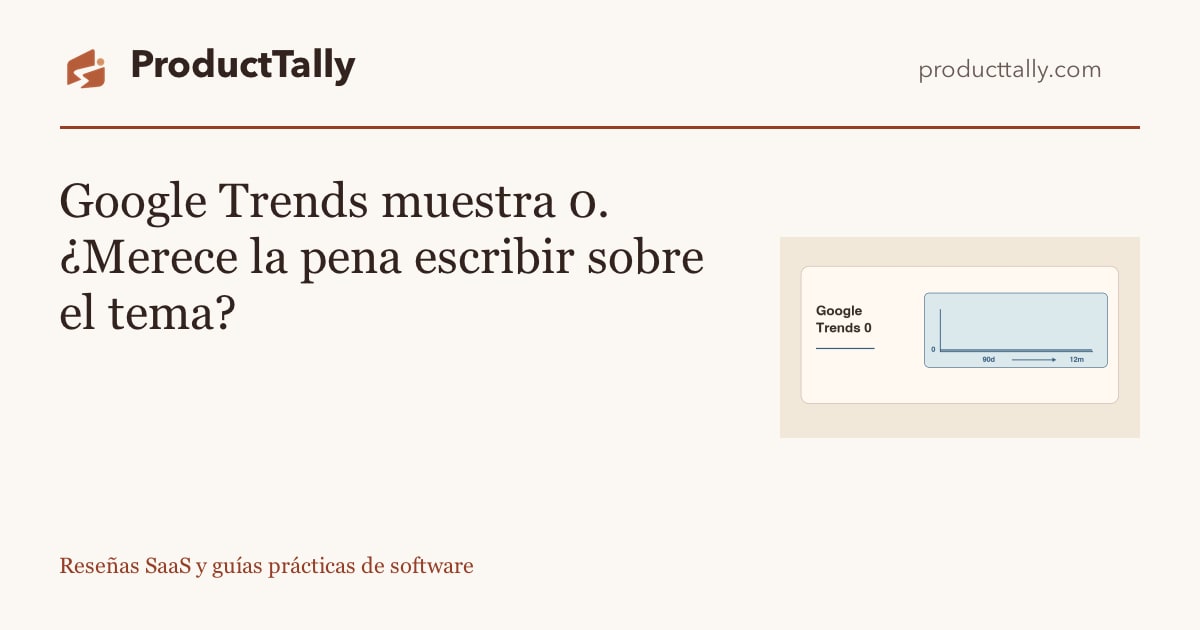 ProductTally
producttally.com
Google Trends muestra 0.
¿Merece la pena escribir sobre
el tema?
Google
Trends 0
0
90d
12m
Reseñas SaaS y guías prácticas de software